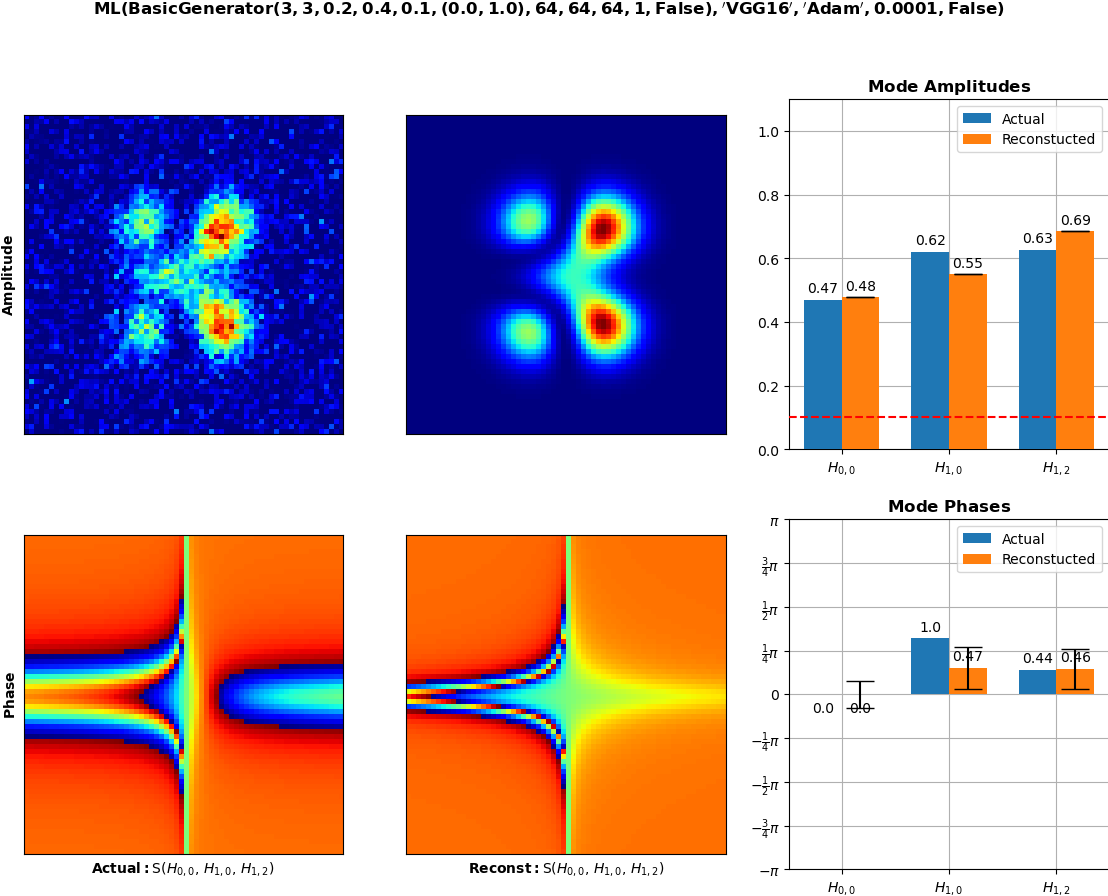 ML(BasicGenerator(3, 3, 0.2, 0.4, 0.1, (0.0, 1.0), 64, 64, 64, 1, False), ′VGG16′, ′Adam′, 0.0001, False)
Amplitude
Mode Amplitudes
Actual
Reconstucted
1.0
0.8
0.6
0.4
0.2
0.0
0.47
0.48
0.62
0.55
0.63
0.69
H0,0
H1,0
H1,2
Phase
Actual: S(H0,0, H1,0, H1,2)
Reconst: S(H0,0, H1,0, H1,2)
Mode Phases
Actual
Reconstucted
π
3/4π
1/2π
1/4π
0
−1/4π
−1/2π
−3/4π
−π
0.0
0.0
1.0
0.47
0.44
0.46
H0,0
H1,0
H1,2